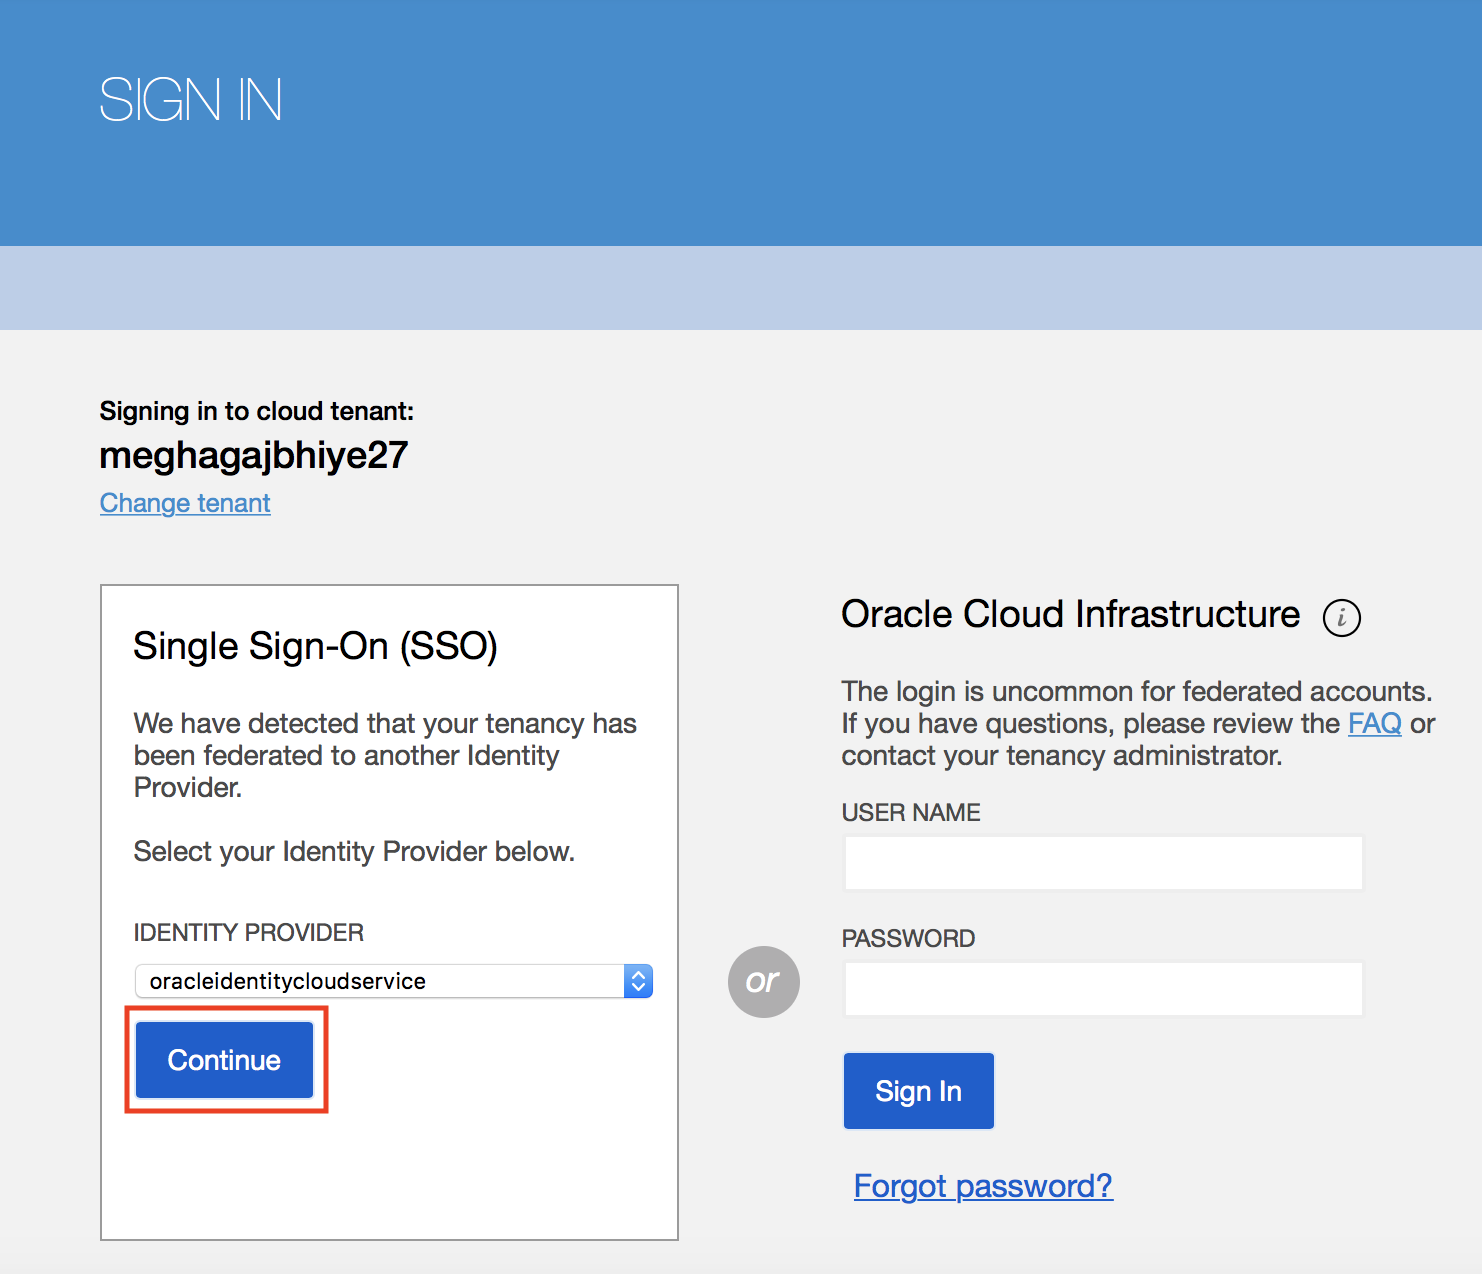 SIGN IN
Signing in to cloud tenant:
meghagajbhiye27
Change tenant
Single Sign-On (SSO)
We have detected that your tenancy has
been federated to another Identity
Provider.
Select your Identity Provider below.
IDENTITY PROVIDER
oracleidentitycloudservice
Continue
or
Oracle Cloud Infrastructure i
The login is uncommon for federated accounts.
If you have questions, please review the FAQ or
contact your tenancy administrator.
USER NAME
PASSWORD
Sign In
Forgot password?